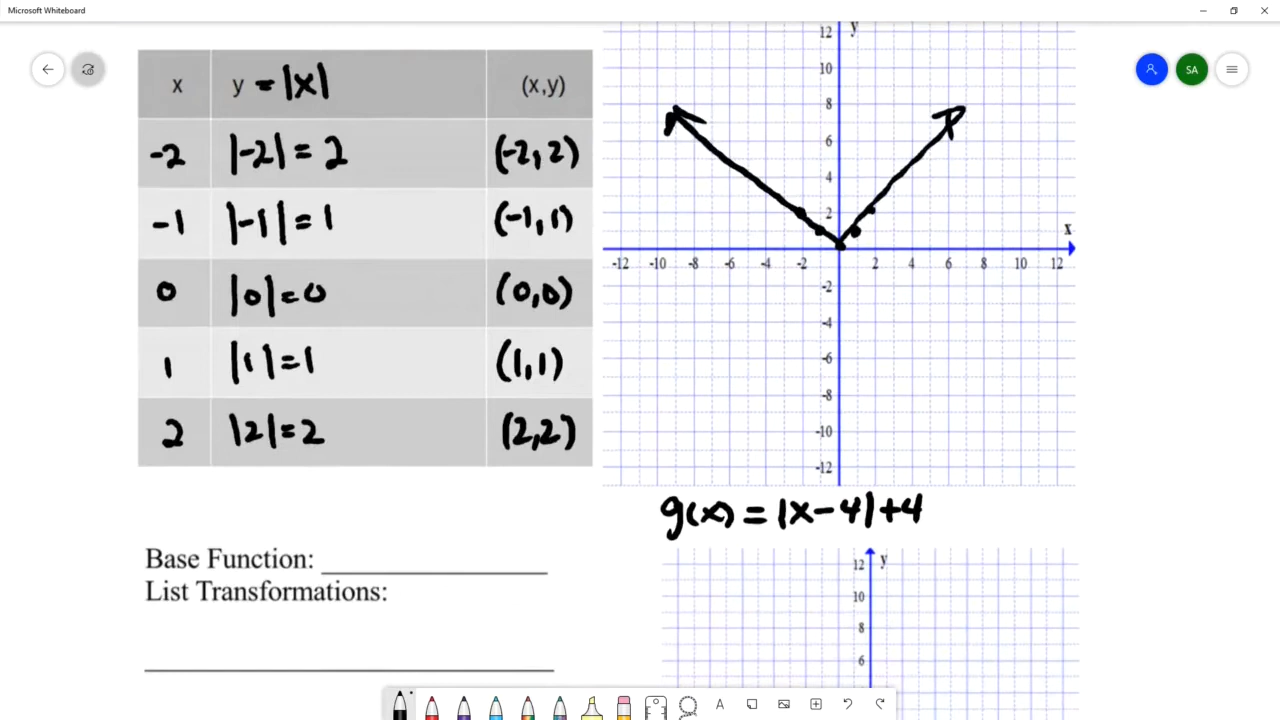 Microsoft Whiteboard
SA
x y = |x| (x,y)
-2 |-2| = 2 (-2, 2)
-1 |-1| = 1 (-1, 1)
0 |0| = 0 (0,0)
1 |1| = 1 (1, 1)
2 |2| = 2 (2,2)
y
12
10
8
6
4
2
x
-12 -10 -8 -6 -4 -2 2 4 6 8 10 12
-2
-4
-6
-8
-10
-12
g(x) = |x - 4| + 4
Base Function:
List Transformations:
y
12
10
8
6
A